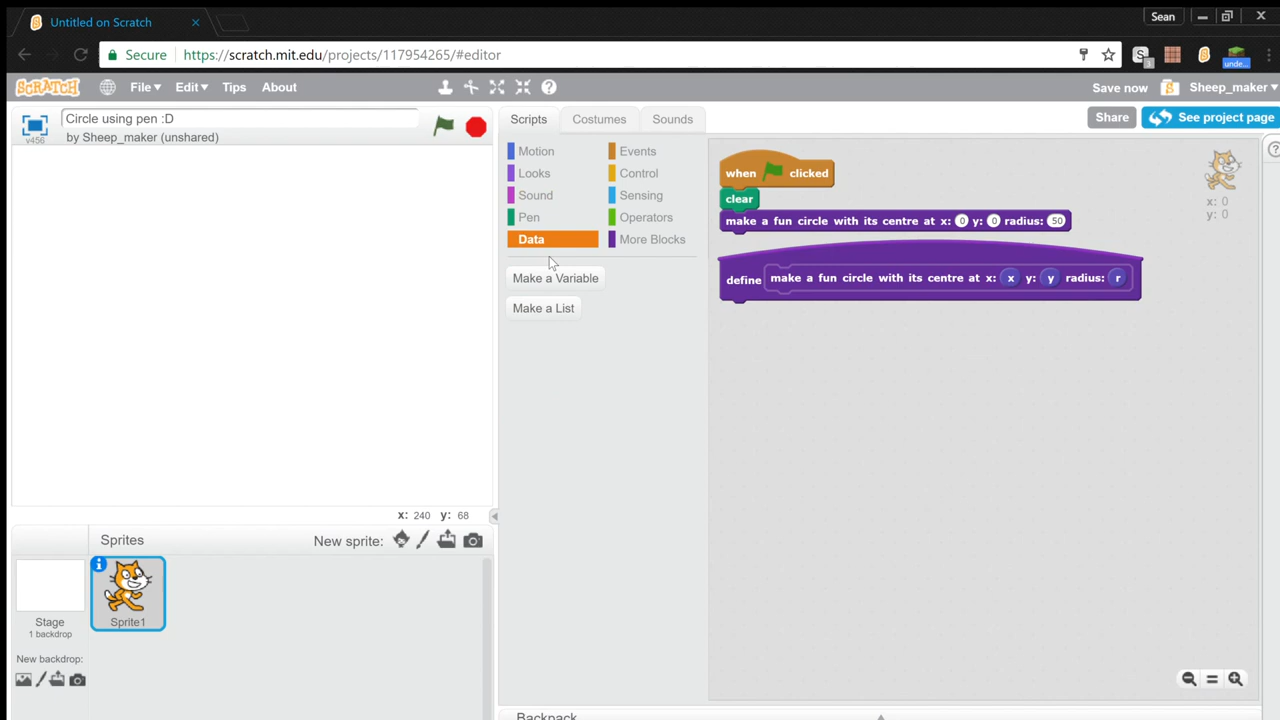 Untitled on Scratch
Sean
Secure
https://scratch.mit.edu/projects/117954265/#editor
S
3
unde...
SCRATCH
File
Edit
Tips
About
Save now
Sheep_maker
Circle using pen :D
by Sheep_maker (unshared)
v456
Scripts
Costumes
Sounds
Share
See project page
Motion
Events
Looks
Control
Sound
Sensing
Pen
Operators
Data
More Blocks
Make a Variable
Make a List
when clicked
clear
make a fun circle with its centre at x: 0 y: 0 radius: 50
define make a fun circle with its centre at x: x y: y radius: r
x: 0
y: 0
x: 240 y: 68
Sprites
New sprite:
Stage
1 backdrop
Sprite1
New backdrop:
Backpack